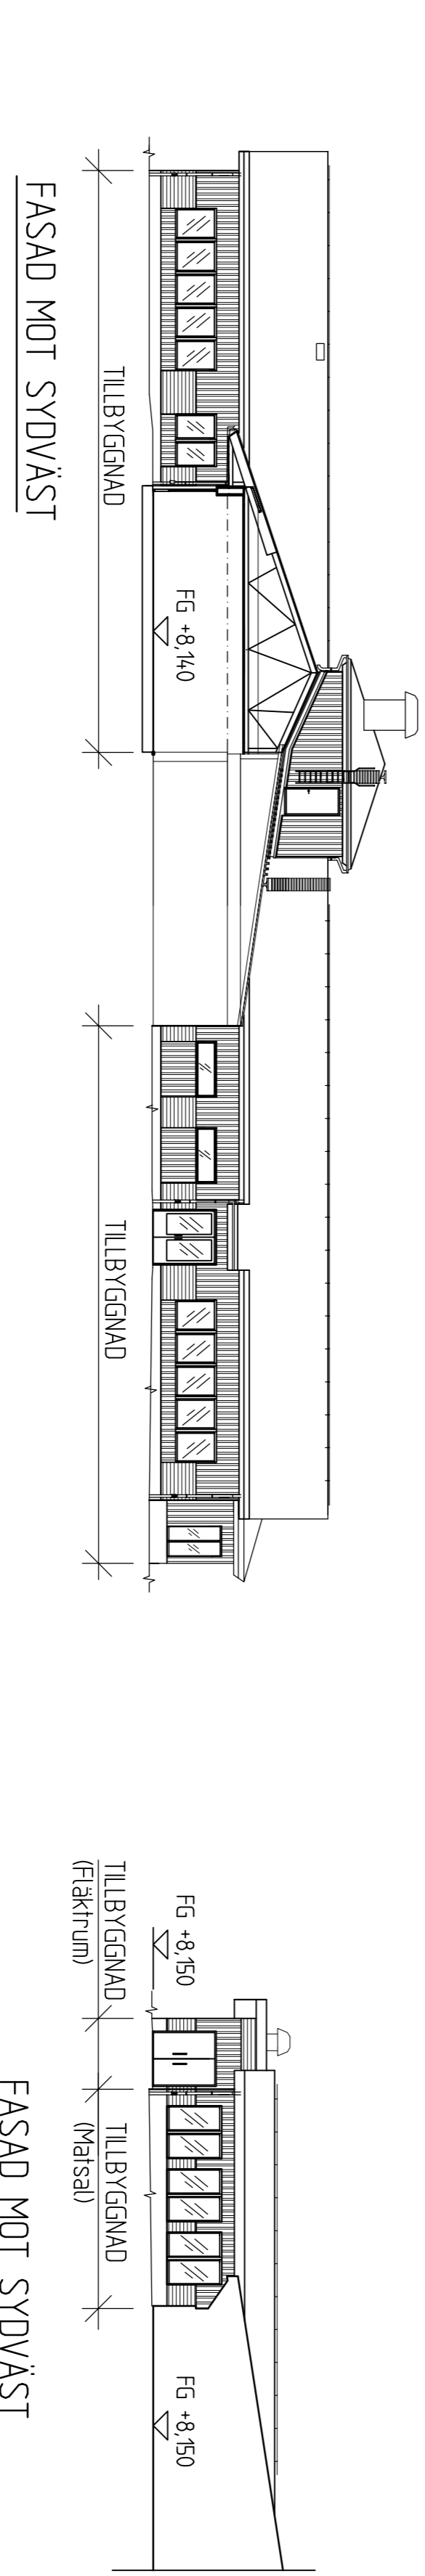 FASAD MOT SYDVÄST
TILLBYGGNAD
FG +8,140
TILLBYGGNAD
FG +8,150
TILLBYGGNAD
(Fläktrum)
TILLBYGGNAD
(Matsal)
FG +8,150
FASAD MOT SYDVÄST